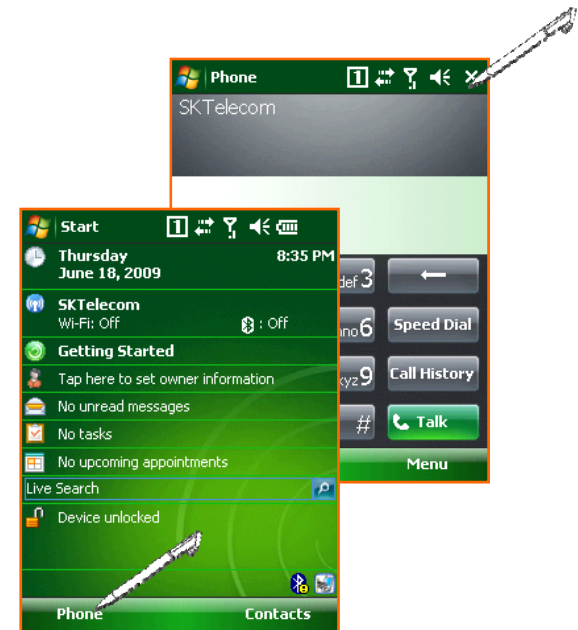 Phone 1
SKTelecom
def 3
6 Speed Dial
9 Call History
# Talk
Menu
Start 1
Thursday 8:35 PM
June 18, 2009
SKTelecom
Wi-Fi: Off : Off
Getting Started
Tap here to set owner information
No unread messages
No tasks
No upcoming appointments
Live Search
Device unlocked
Phone Contacts